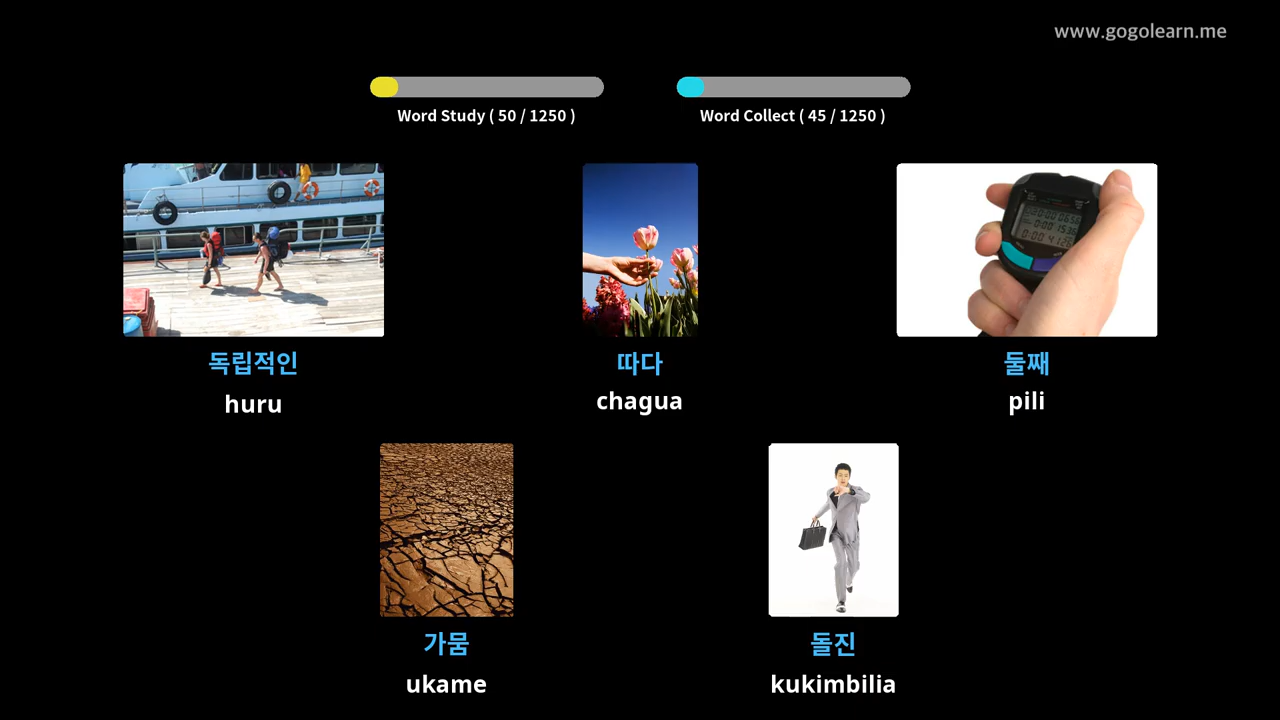 www.gogolearn.me
Word Study ( 50 / 1250 )
Word Collect ( 45 / 1250 )
독립적인
huru
따다
chagua
둘째
pili
가뭄
ukame
돌진
kukimbilia